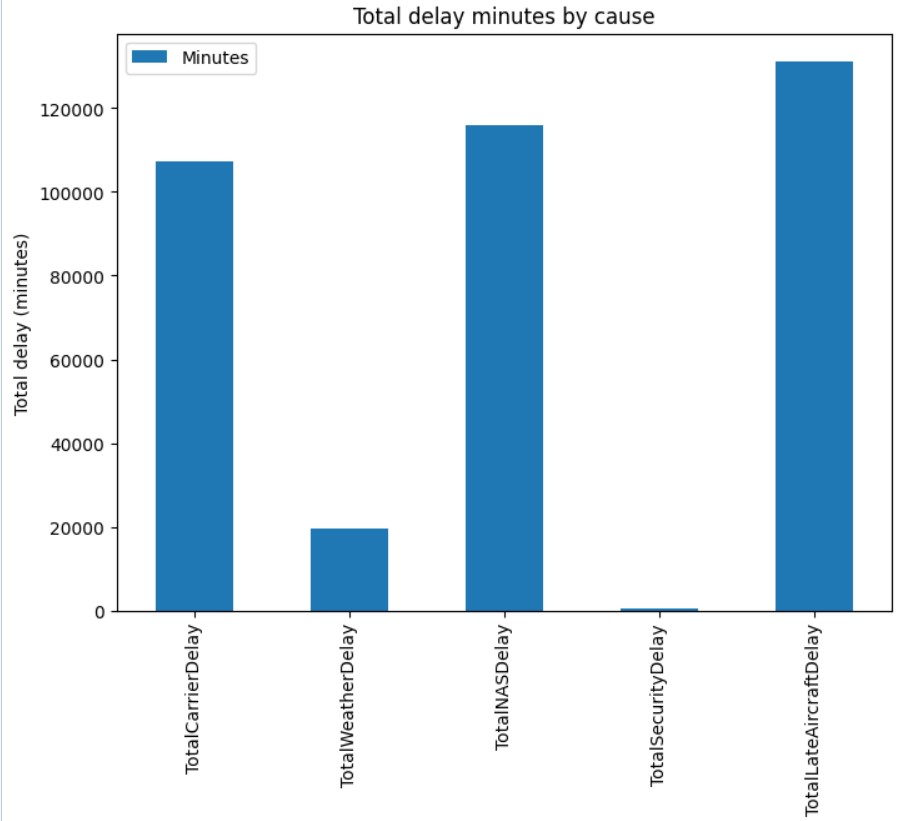 Total delay minutes by cause
Minutes
Total delay (minutes)
120000
100000
80000
60000
40000
20000
0
TotalCarrierDelay
TotalWeatherDelay
TotalNASDelay
TotalSecurityDelay
TotalLateAircraftDelay